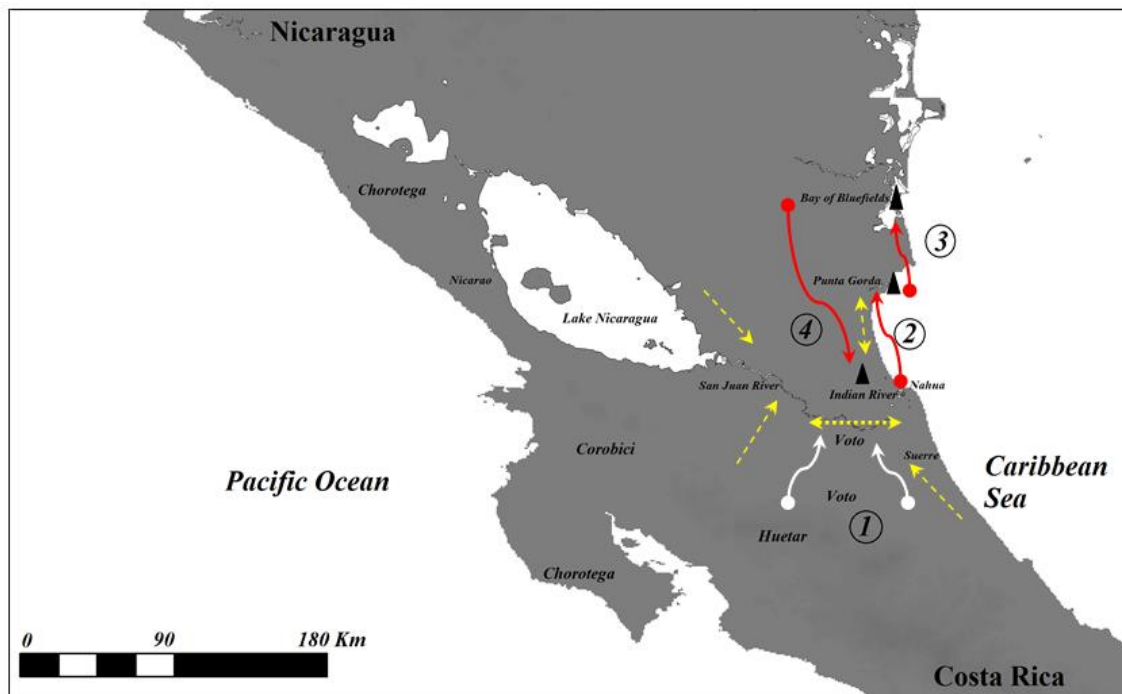 Nicaragua
Chorotega
Bay of Bluefields
3
Nicarao
Punta Gorda
Lake Nicaragua
4
2
San Juan River
Indian River
Nahua
Voto
Corobici
Suerre
Caribbean
Sea
Pacific Ocean
Voto
1
Huetar
Chorotega
0 90 180 Km
Costa Rica